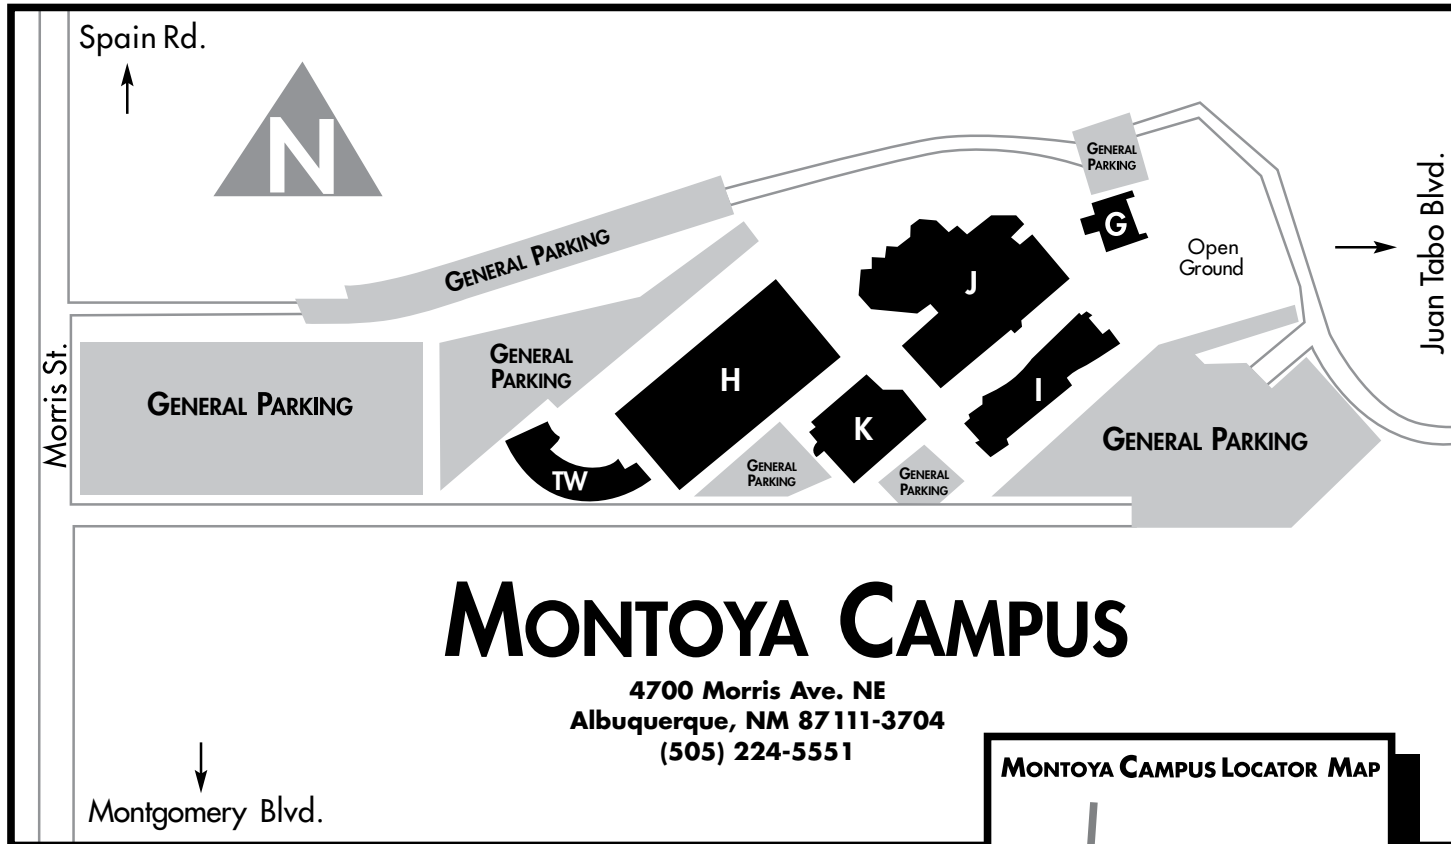 Spain Rd.
N
GENERAL
PARKING
G
Open
Ground
Juan Tabo Blvd.
GENERAL PARKING
J
GENERAL
PARKING
H
I
Morris St.
GENERAL PARKING
K
GENERAL PARKING
TW
GENERAL
PARKING
GENERAL
PARKING
MONTOYA CAMPUS
4700 Morris Ave. NE
Albuquerque, NM 87111-3704
(505) 224-5551
MONTOYA CAMPUS LOCATOR MAP
Montgomery Blvd.